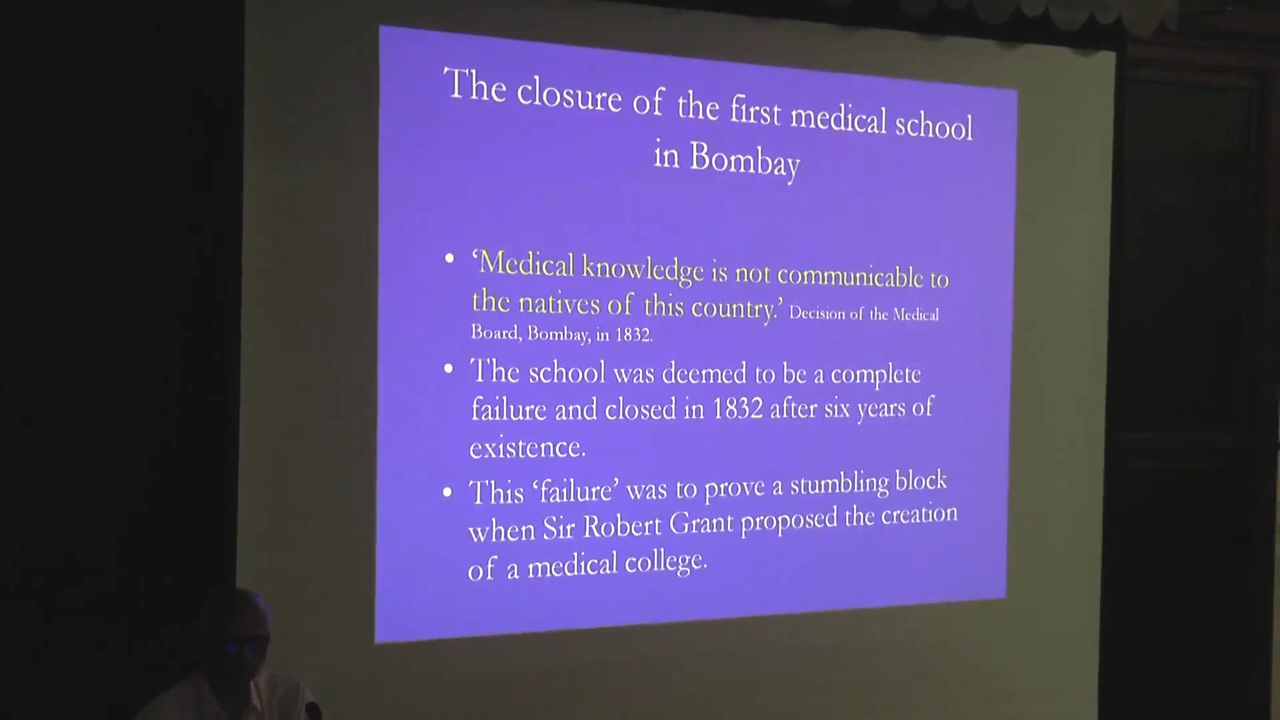 The closure of the first medical school
in Bombay
• ‘Medical knowledge is not communicable to
the natives of this country.’ Decision of the Medical
Board, Bombay, in 1832.
• The school was deemed to be a complete
failure and closed in 1832 after six years of
existence.
• This ‘failure’ was to prove a stumbling block
when Sir Robert Grant proposed the creation
of a medical college.